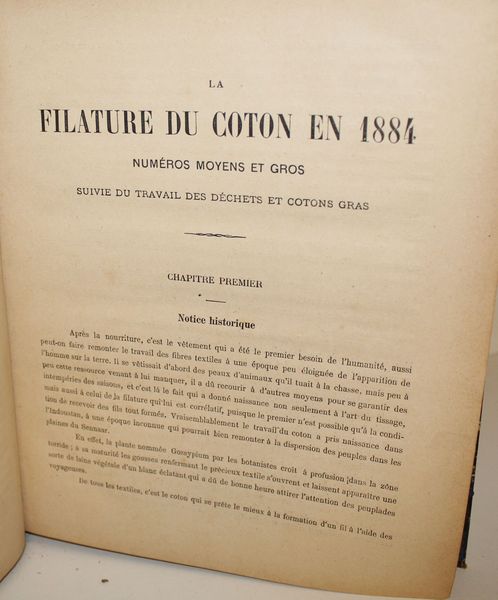 LA
FILATURE DU COTON EN 1884
NUMÉROS MOYENS ET GROS
SUIVIE DU TRAVAIL DES DÉCHETS ET COTONS GRAS
CHAPITRE PREMIER
Notice historique
Après la nourriture, c'est le vêtement qui a été le premier besoin de l'humanité, aussi
peut-on faire remonter le travail des fibres textiles à une époque peu éloignée de l'apparition de
l'homme sur la terre. Il se vêtissait d'abord des peaux d'animaux qu'il tuait à la chasse, mais peu à
peu cette ressource venant à lui manquer, il a dû recourir à d'autres moyens pour se garantir des
intempéries des saisons, et c'est là le fait qui a donné naissance non seulement à l'art du tissage,
mais aussi à celui de la filature qui lui est corrélatif, puisque le premier n'est possible qu'à la condi-
tion de recevoir des fils tout formés. Vraisemblablement le travail du coton a pris naissance dans
l'Indoustan, à une époque inconnue qui pourrait bien remonter à la dispersion des peuples dans les
plaines du Sennaar.
En effet, la plante nommée Gossypium par les botanistes croît à profusion dans la zône
torride ; à sa maturité les gousses renfermant le précieux textile s'ouvrent et laissent apparaître une
sorte de laine végétale d'un blanc éclatant qui a dû de bonne heure attirer l'attention des peuplades
voyageuses.
De tous les textiles, c'est le coton qui se prête le mieux à la formation d'un fil à l'aide des